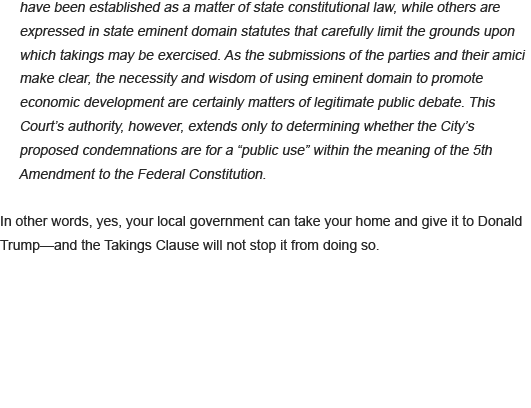 have been established as a matter of state constitutional law, while others are
expressed in state eminent domain statutes that carefully limit the grounds upon
which takings may be exercised. As the submissions of the parties and their amici
make clear, the necessity and wisdom of using eminent domain to promote
economic development are certainly matters of legitimate public debate. This
Court’s authority, however, extends only to determining whether the City’s
proposed condemnations are for a “public use” within the meaning of the 5th
Amendment to the Federal Constitution.
In other words, yes, your local government can take your home and give it to Donald
Trump—and the Takings Clause will not stop it from doing so.